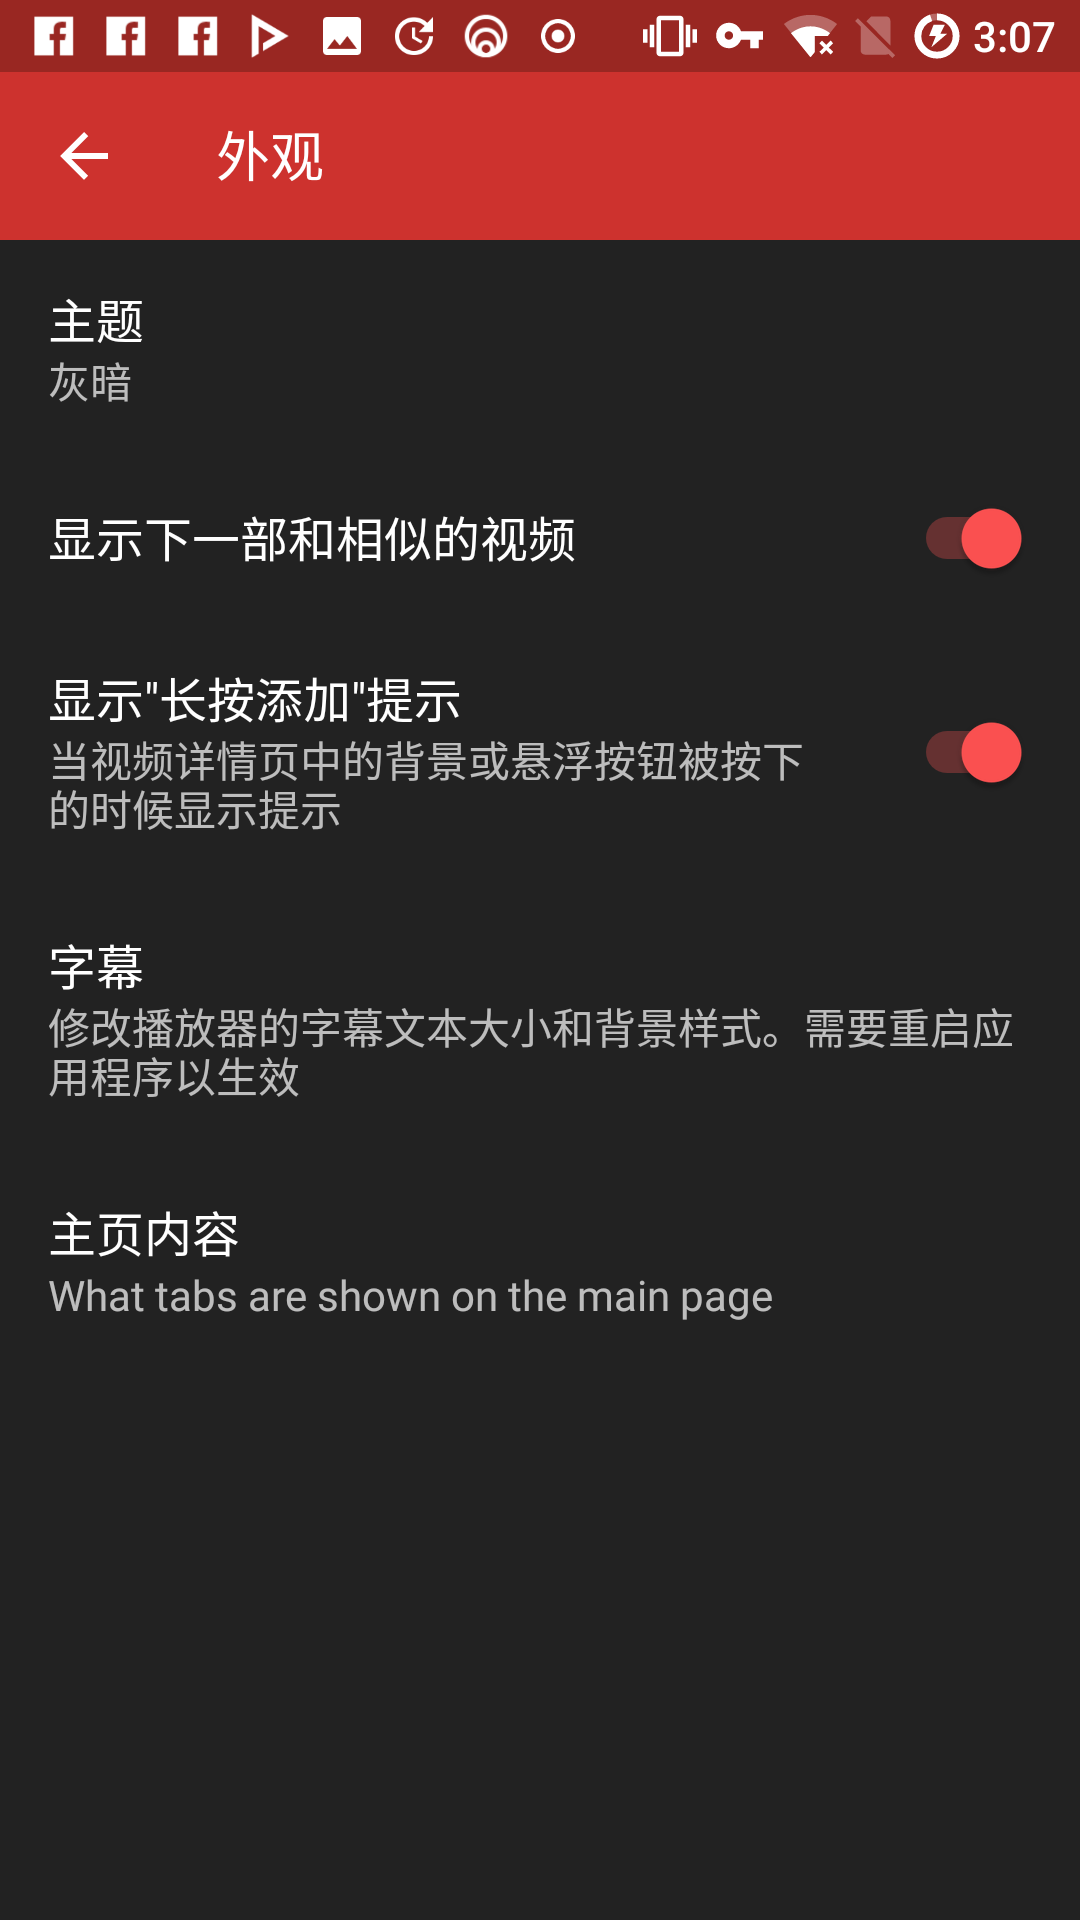 3:07
外观
主题
灰暗
显示下一部和相似的视频
显示"长按添加"提示
当视频详情页中的背景或悬浮按钮被按下
的时候显示提示
字幕
修改播放器的字幕文本大小和背景样式。需要重启应
用程序以生效
主页内容
What tabs are shown on the main page